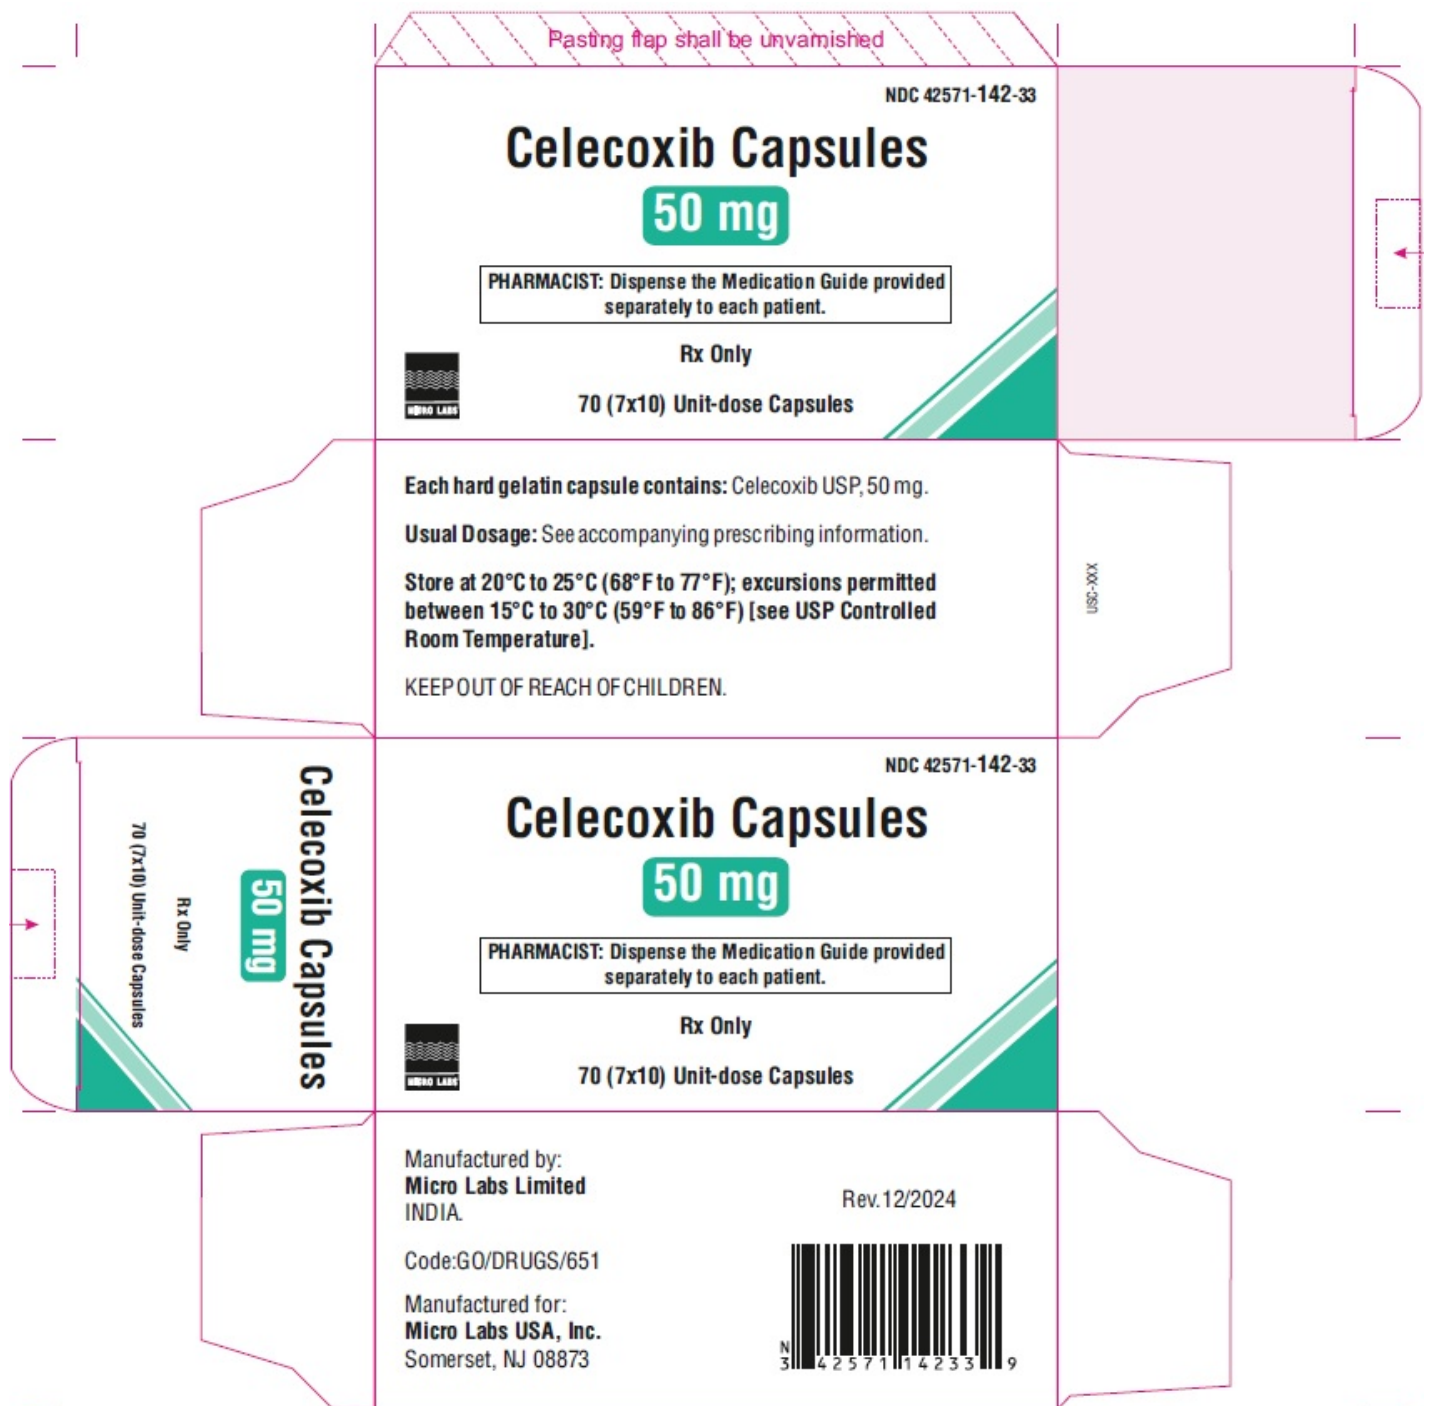 Pasting flap shall be unvarnished
NDC 42571-142-33
Celecoxib Capsules
50 mg
PHARMACIST: Dispense the Medication Guide provided
separately to each patient.
Rx Only
MICRO LABS
70 (7x10) Unit-dose Capsules
Each hard gelatin capsule contains: Celecoxib USP, 50 mg.
Usual Dosage: See accompanying prescribing information.
Store at 20°C to 25°C (68°F to 77°F); excursions permitted
between 15°C to 30°C (59°F to 86°F) [see USP Controlled
Room Temperature].
KEEP OUT OF REACH OF CHILDREN.
USC-XXX
Celecoxib Capsules
50 mg
Rx Only
70 (7x10) Unit-dose Capsules
NDC 42571-142-33
Celecoxib Capsules
50 mg
PHARMACIST: Dispense the Medication Guide provided
separately to each patient.
Rx Only
MICRO LABS
70 (7x10) Unit-dose Capsules
Manufactured by:
Micro Labs Limited
INDIA.
Code:GO/DRUGS/651
Manufactured for:
Micro Labs USA, Inc.
Somerset, NJ 08873
Rev.12/2024
N
3 42571 14233 9